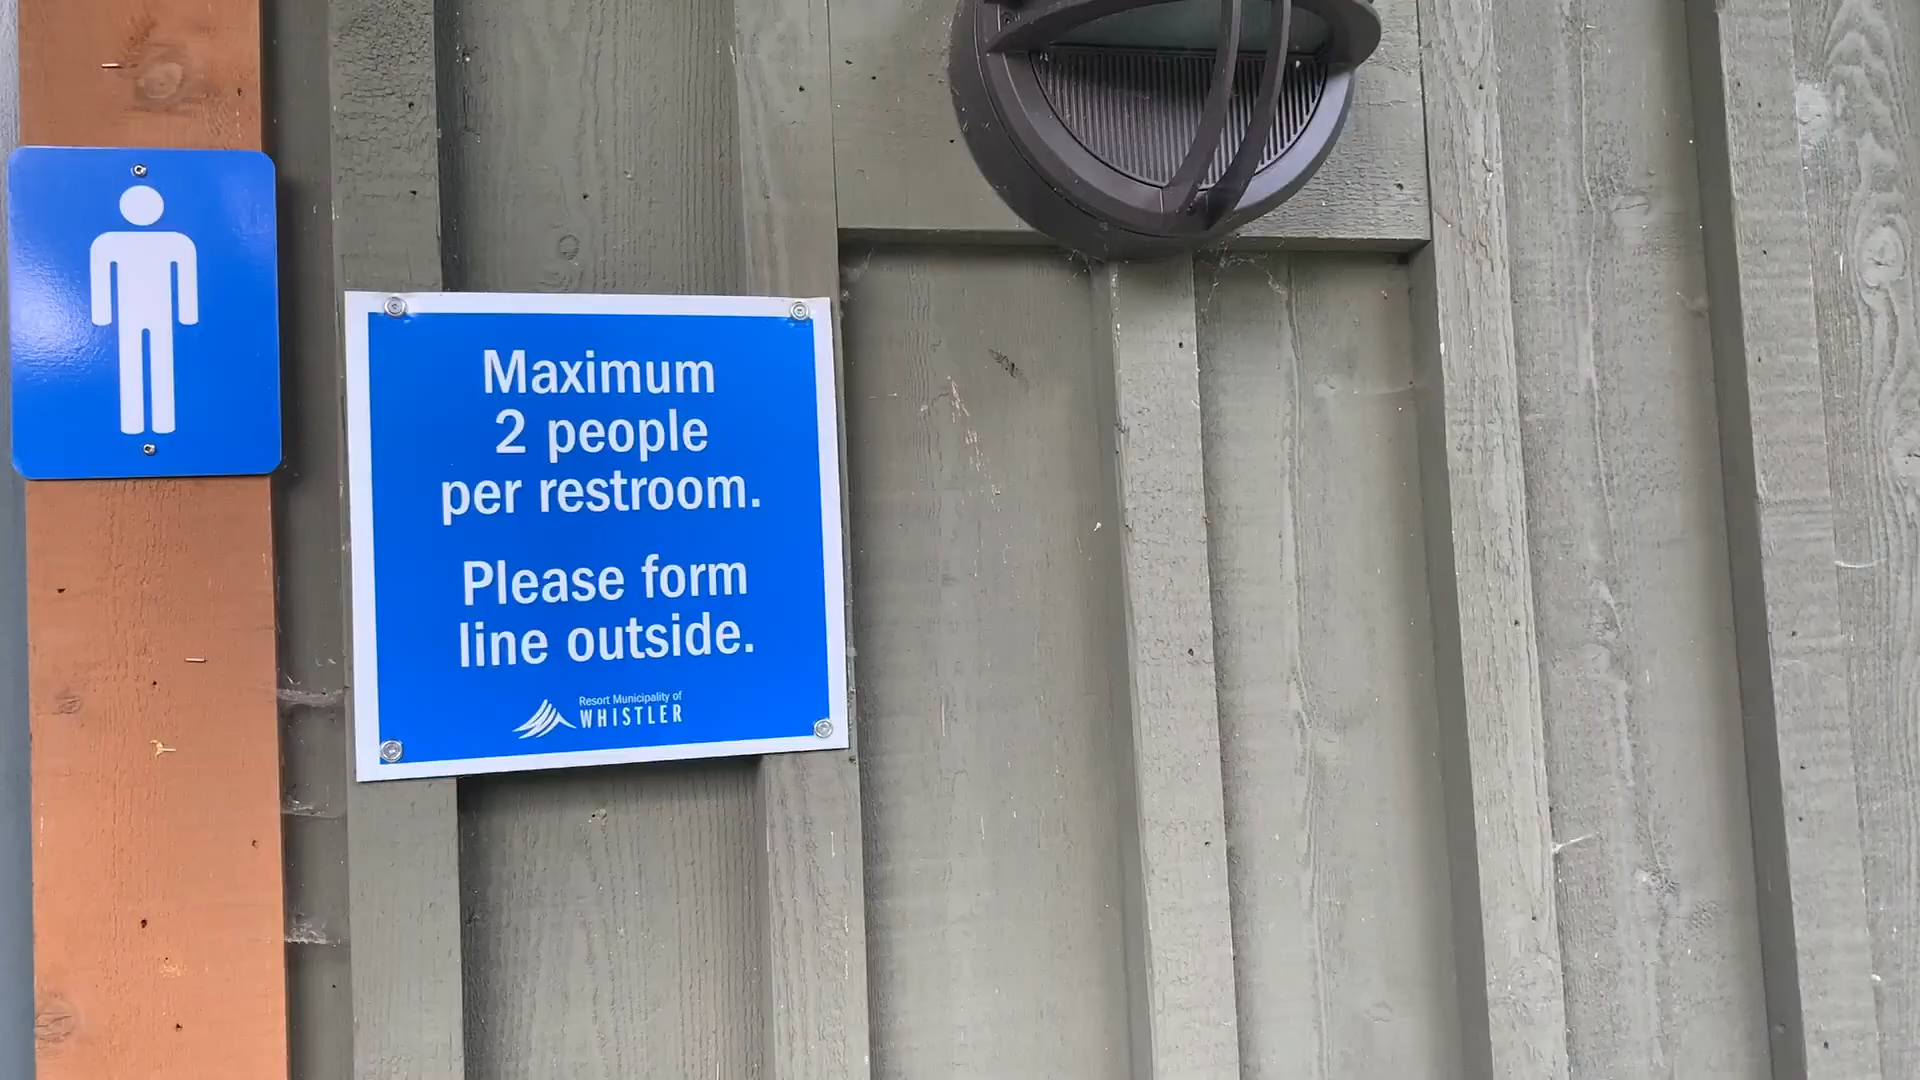 Maximum
2 people
per restroom.
Please form
line outside.
Resort Municipality of
WHISTLER